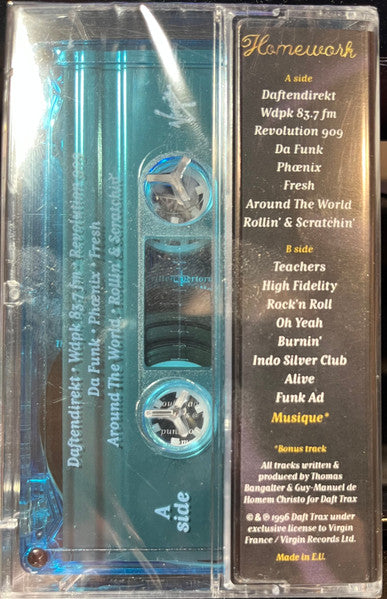 Homework
A side
Daftendirekt
Wdpk 83.7 fm
Revolution 909
Da Funk
Phœnix
Fresh
Around The World
Rollin' & Scratchin'
B side
Teachers
High Fidelity
Rock'n Roll
Oh Yeah
Burnin'
Indo Silver Club
Alive
Funk Ad
Musique*
*Bonus track
All tracks written &
produced by Thomas
Bangalter & Guy-Manuel de
Homem Christo for Daft Trax
© & ℗ 1996 Daft Trax under
exclusive license to Virgin
France / Virgin Records Ltd.
Made in E.U.
Daftendirekt • Wdpk 83.7 fm • Revolution 909
Da Funk • Phœnix • Fresh
Around The World • Rollin' & Scratchin'
Virgin
A
side